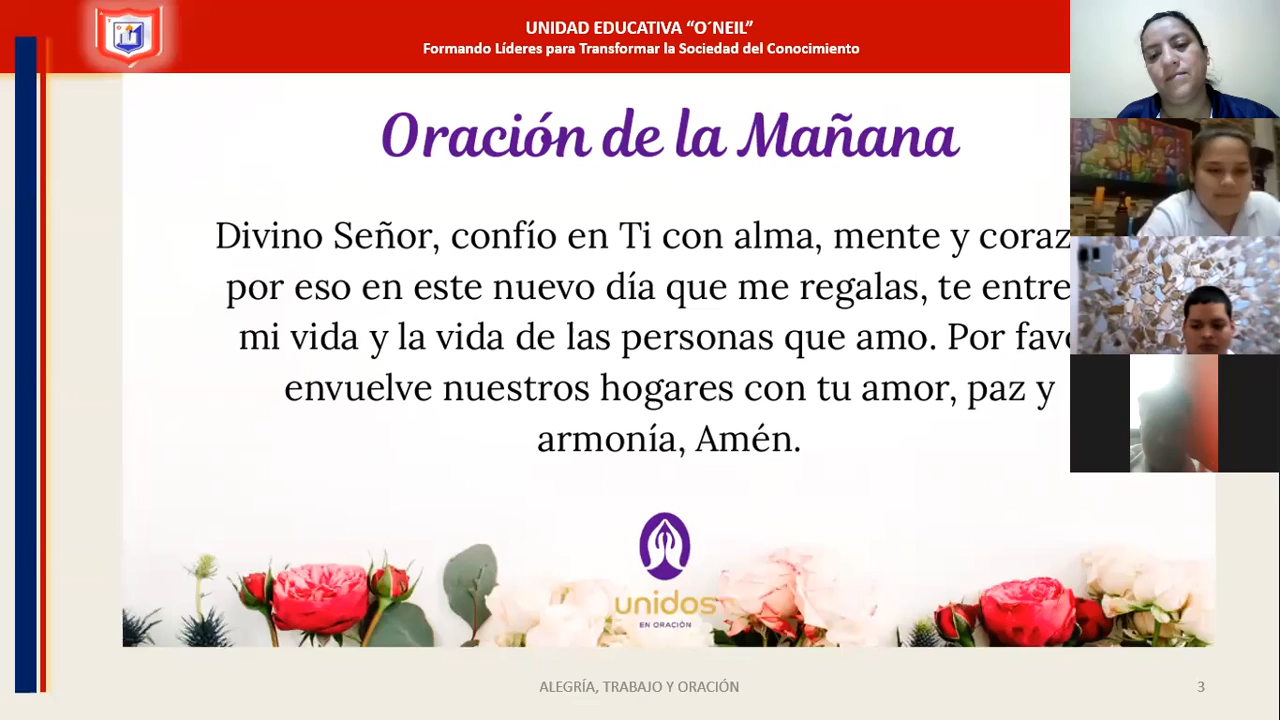 UNIDAD EDUCATIVA “O´NEIL”
Formando Líderes para Transformar la Sociedad del Conocimiento
Oración de la Mañana
Divino Señor, confío en Ti con alma, mente y
por eso en este nuevo día que me regalas, te
mi vida y la vida de las personas que amo. Por
envuelve nuestros hogares con tu amor, paz y
armonía, Amén.
unidos
EN ORACIÓN
ALEGRÍA, TRABAJO Y ORACIÓN
3